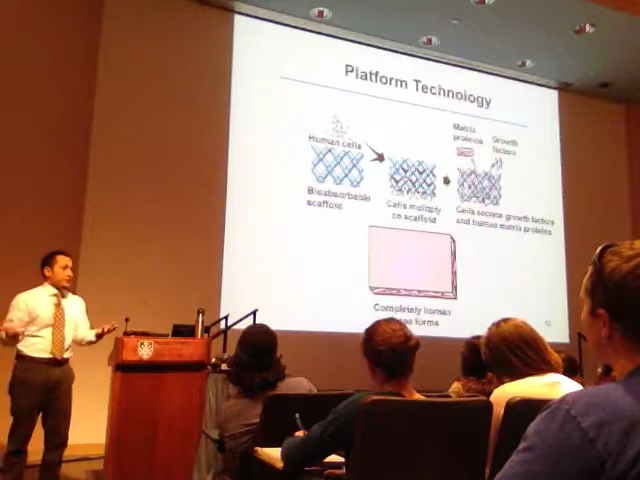 Platform Technology
Human cells
Matrix
proteins
Growth
factors
Bioabsorbable
scaffold
Cells multiply
on scaffold
Cells secrete growth factors
and human matrix proteins
Completely human
forms